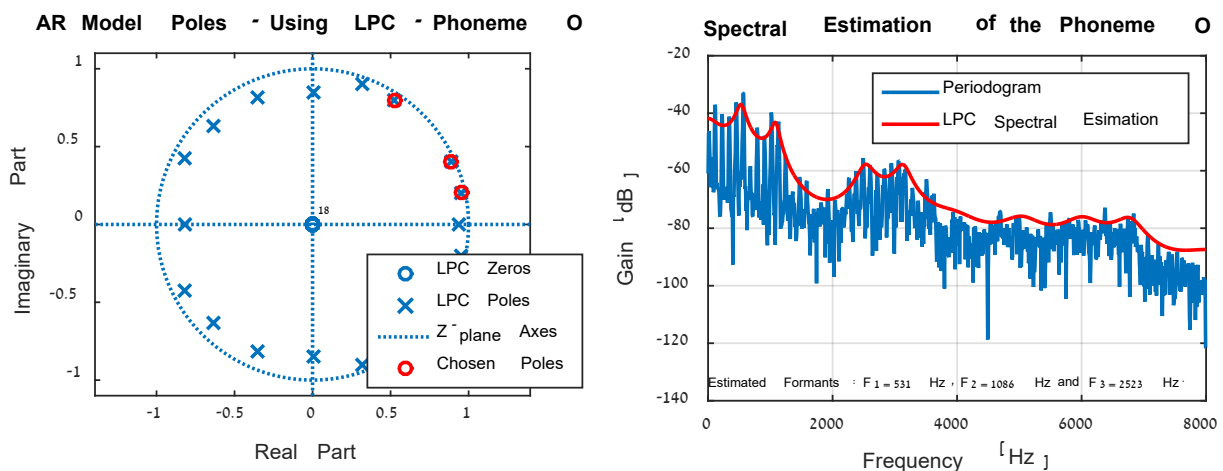 AR Model Poles - Using LPC - Phoneme O
1
0.5
0
-0.5
-1
Imaginary Part
18
LPC Zeros
LPC Poles
Z-plane Axes
Chosen Poles
-1 -0.5 0 0.5 1
Real Part
Spectral Estimation of the Phoneme O
-20
-40
-60
-80
-100
-120
-140
Gain [dB]
Periodogram
LPC Spectral Esimation
Estimated Formants : F1 = 531 Hz, F2 = 1086 Hz and F3 = 2523 Hz.
0 2000 4000 6000 8000
Frequency [Hz]